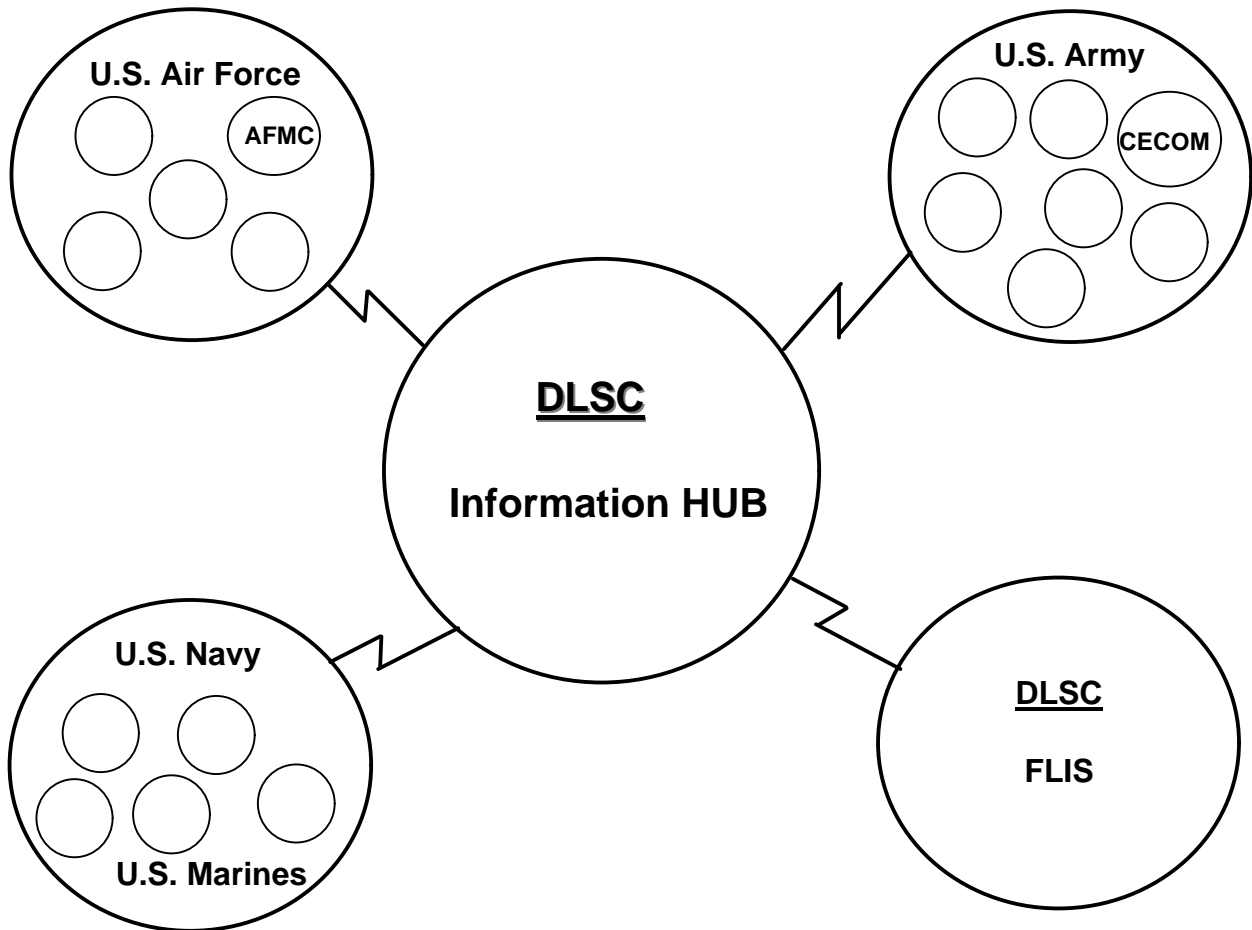 U.S. Air Force
AFMC
U.S. Army
CECOM
DLSC
Information HUB
U.S. Navy
U.S. Marines
DLSC
FLIS